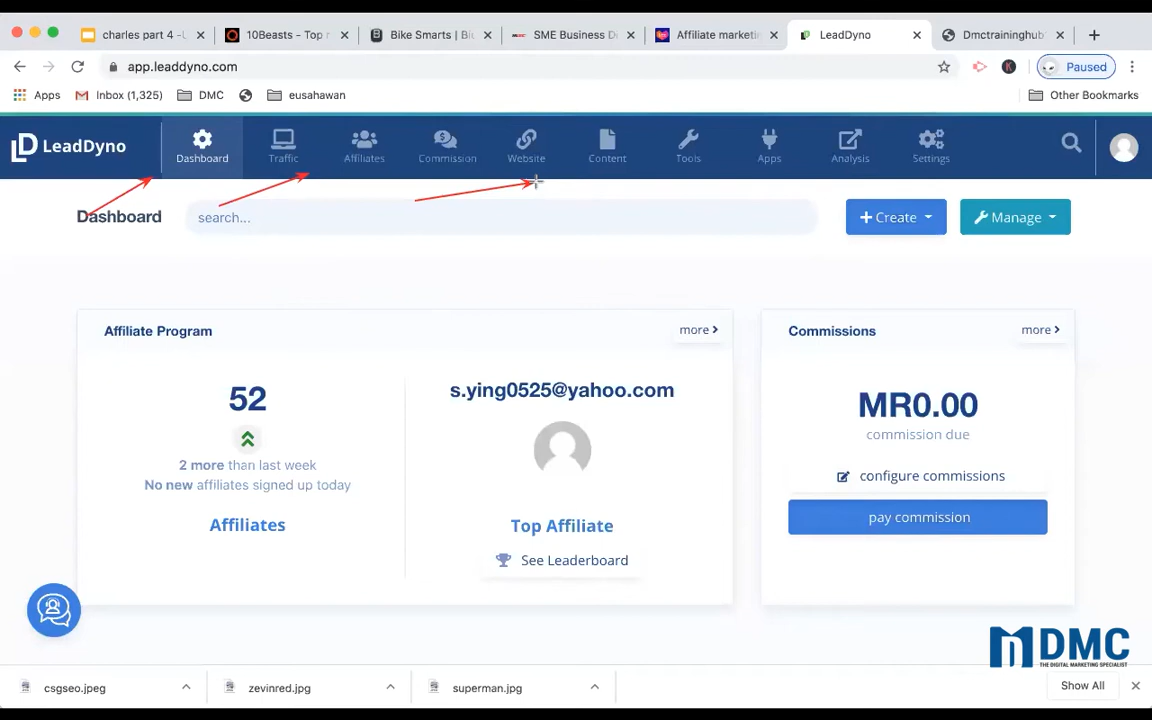 charles part 4 -
10Beasts - Top r
Bike Smarts | Bi
SME Business D
Affiliate marketi
LeadDyno
Dmctraininghub
app.leaddyno.com
Paused
Apps
Inbox (1,325)
DMC
eusahawan
Other Bookmarks
LeadDyno
Dashboard
Traffic
Affiliates
Commission
Website
Content
Tools
Apps
Analysis
Settings
Dashboard
search...
Create
Manage
Affiliate Program
more
52
2 more than last week
No new affiliates signed up today
Affiliates
s.ying0525@yahoo.com
Top Affiliate
See Leaderboard
Commissions
more
MR0.00
commission due
configure commissions
pay commission
DMC
THE DIGITAL MARKETING SPECIALIST
csgseo.jpeg
zevinred.jpg
superman.jpg
Show All